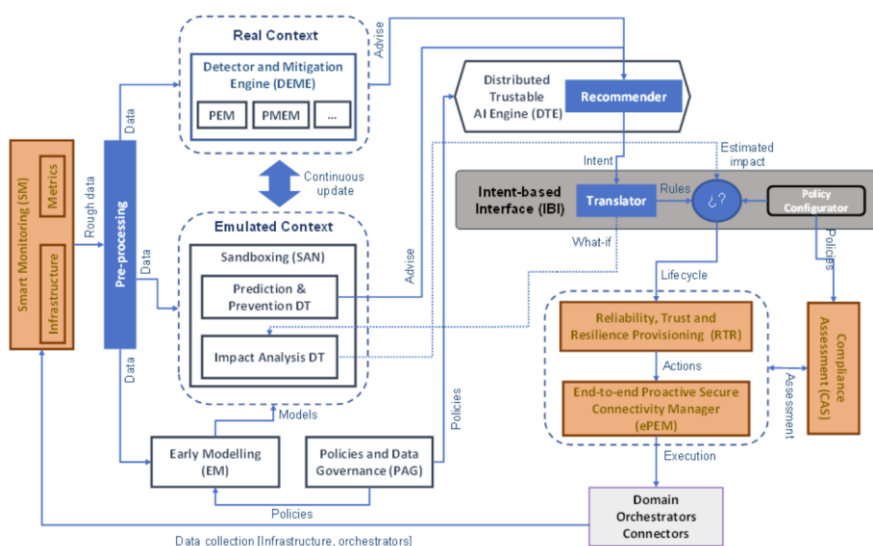 Real Context
Detector and Mitigation
Engine (DEME)
PEM
PMEM
...
Advise
Distributed
Trustable
AI Engine (DTE)
Recommender
Data
Smart Monitoring (SM)
Metrics
Infrastructure
Rough data
Pre-processing
Continuous
update
Intent
Estimated
impact
Intent-based
Interface (IBI)
Translator
Rules
¿?
Policy
Configurator
Emulated Context
Sandboxing (SAN)
Data
Prediction &
Prevention DT
Advise
What-if
Lifecycle
Policies
Impact Analysis DT
Reliability, Trust and
Resilience Provisioning (RTR)
Compliance
Assessment (CAS)
Data
Models
Actions
Assessment
End-to-end Proactive Secure
Connectivity Manager
(ePEM)
Policies
Early Modelling
(EM)
Policies and Data
Governance (PAG)
Execution
Policies
Domain
Orchestrators
Connectors
Data collection [Infrastructure, orchestrators]